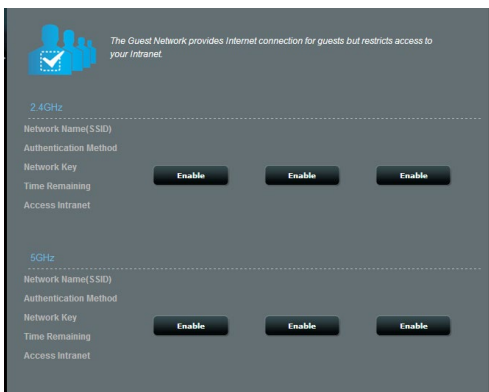 The Guest Network provides Internet connection for guests but restricts access to
your Intranet.
2.4GHz
Network Name(SSID)
Authentication Method
Network Key
Time Remaining
Access Intranet
Enable Enable Enable
5GHz
Network Name(SSID)
Authentication Method
Network Key
Time Remaining
Access Intranet
Enable Enable Enable